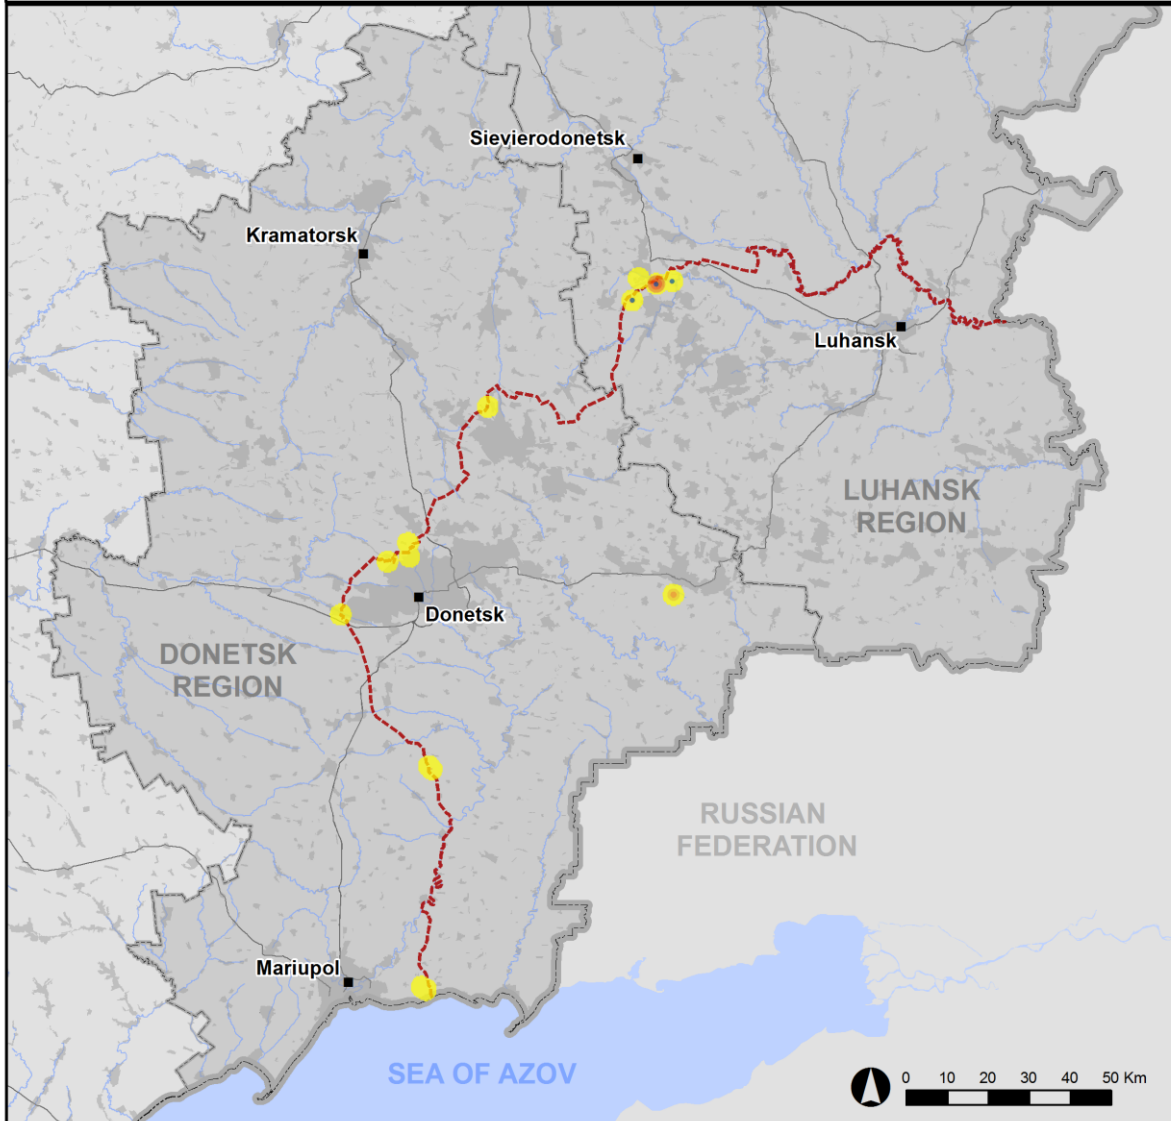 Sievierodonetsk
Kramatorsk
Luhansk
LUHANSK
REGION
Donetsk
DONETSK
REGION
RUSSIAN
FEDERATION
Mariupol
SEA OF AZOV
0 10 20 30 40 50 Km